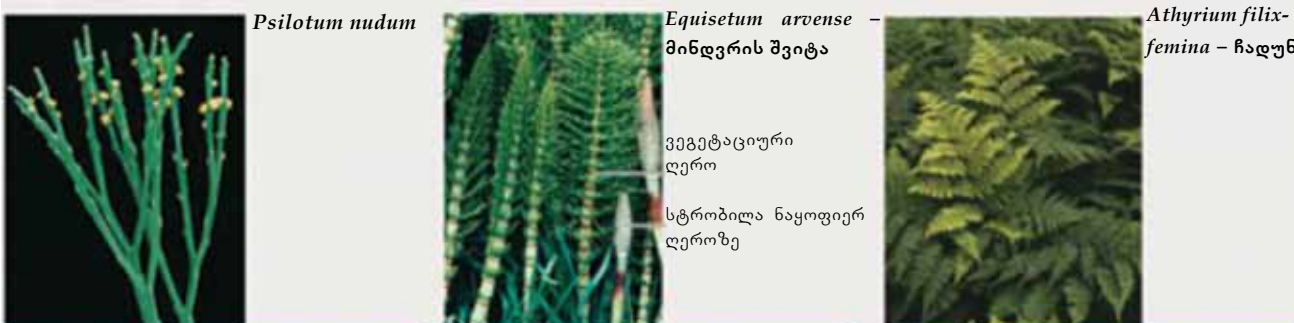 Psilotum nudum
Equisetum arvense –
მინდვრის შვიტა
ვეგეტაციური
ღერო
სტრობილა ნაყოფიერ
ღეროზე
Athyrium filix-
femina –